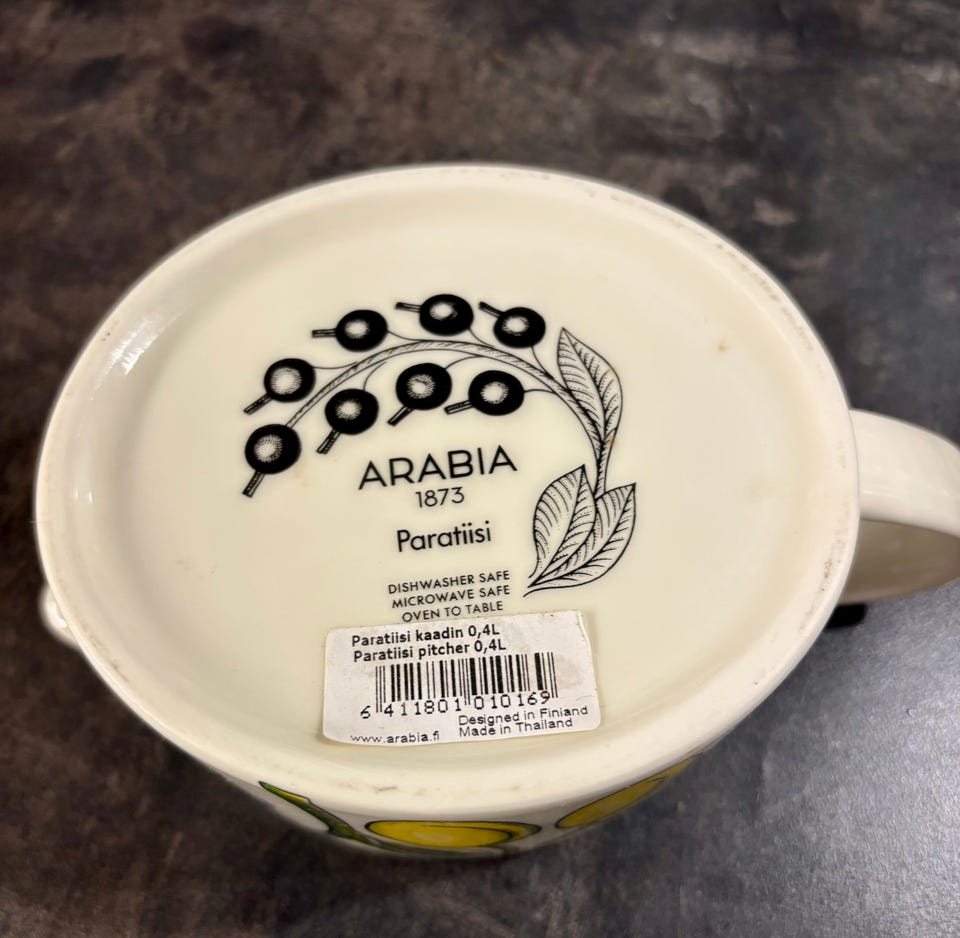 ARABIA
1873
Paratiisi
DISHWASHER SAFE
MICROWAVE SAFE
OVEN TO TABLE
Paratiisi kaadin 0,4L
Paratiisi pitcher 0,4L
6 411801 010169
Designed in Finland
www.arabia.fi Made in Thailand